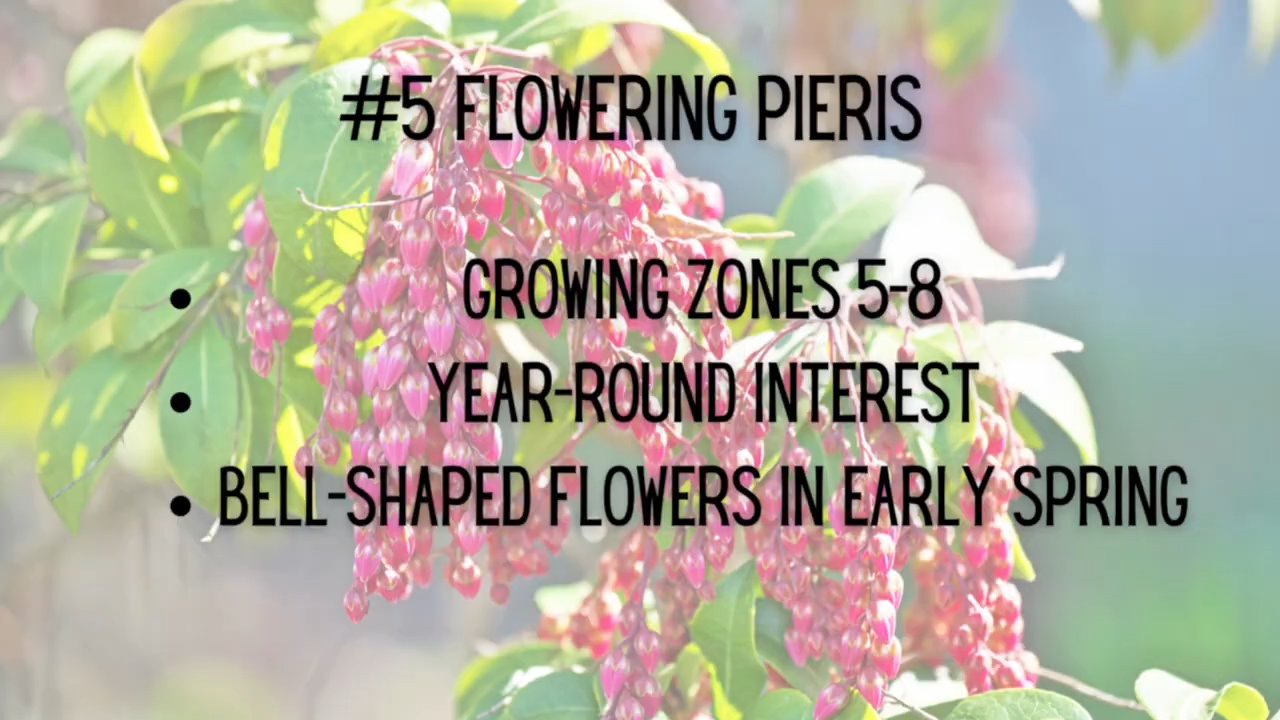 #5 FLOWERING PIERIS
• GROWING ZONES 5-8
• YEAR-ROUND INTEREST
• BELL-SHAPED FLOWERS IN EARLY SPRING